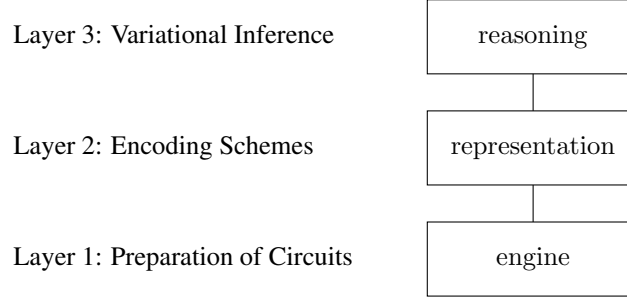 Layer 3: Variational Inference reasoning
Layer 2: Encoding Schemes representation
Layer 1: Preparation of Circuits engine